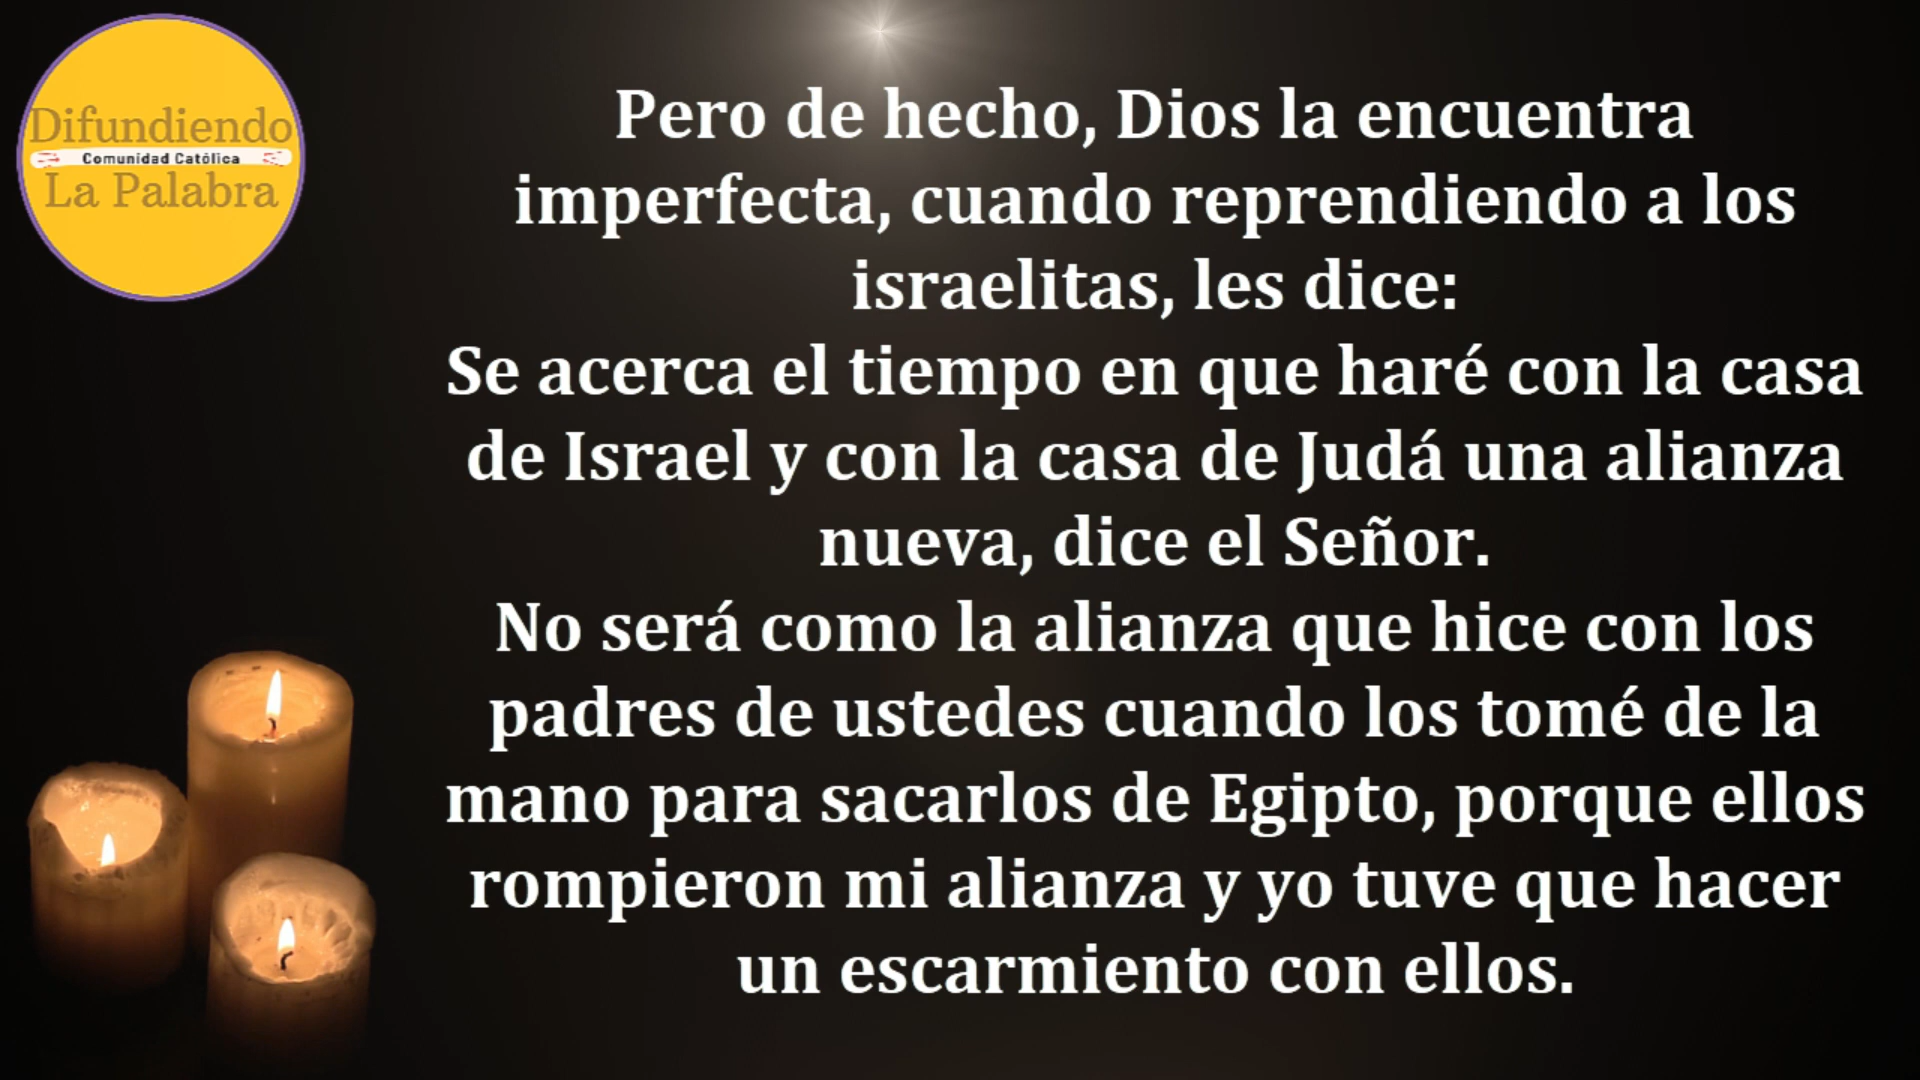 Difundiendo
Comunidad Católica
La Palabra
Pero de hecho, Dios la encuentra
imperfecta, cuando reprendiendo a los
israelitas, les dice:
Se acerca el tiempo en que haré con la casa
de Israel y con la casa de Judá una alianza
nueva, dice el Señor.
No será como la alianza que hice con los
padres de ustedes cuando los tomé de la
mano para sacarlos de Egipto, porque ellos
rompieron mi alianza y yo tuve que hacer
un escarmiento con ellos.